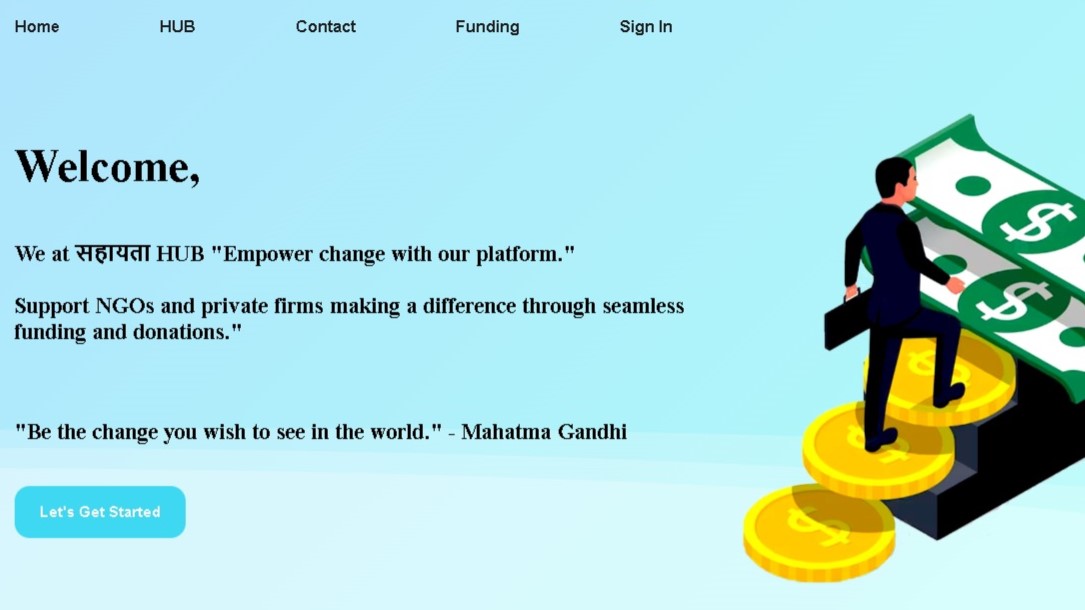 Home HUB Contact Funding Sign In
Welcome,
We at सहायता HUB "Empower change with our platform."
Support NGOs and private firms making a difference through seamless
funding and donations."
"Be the change you wish to see in the world." - Mahatma Gandhi
Let's Get Started
$
$
$
$
$